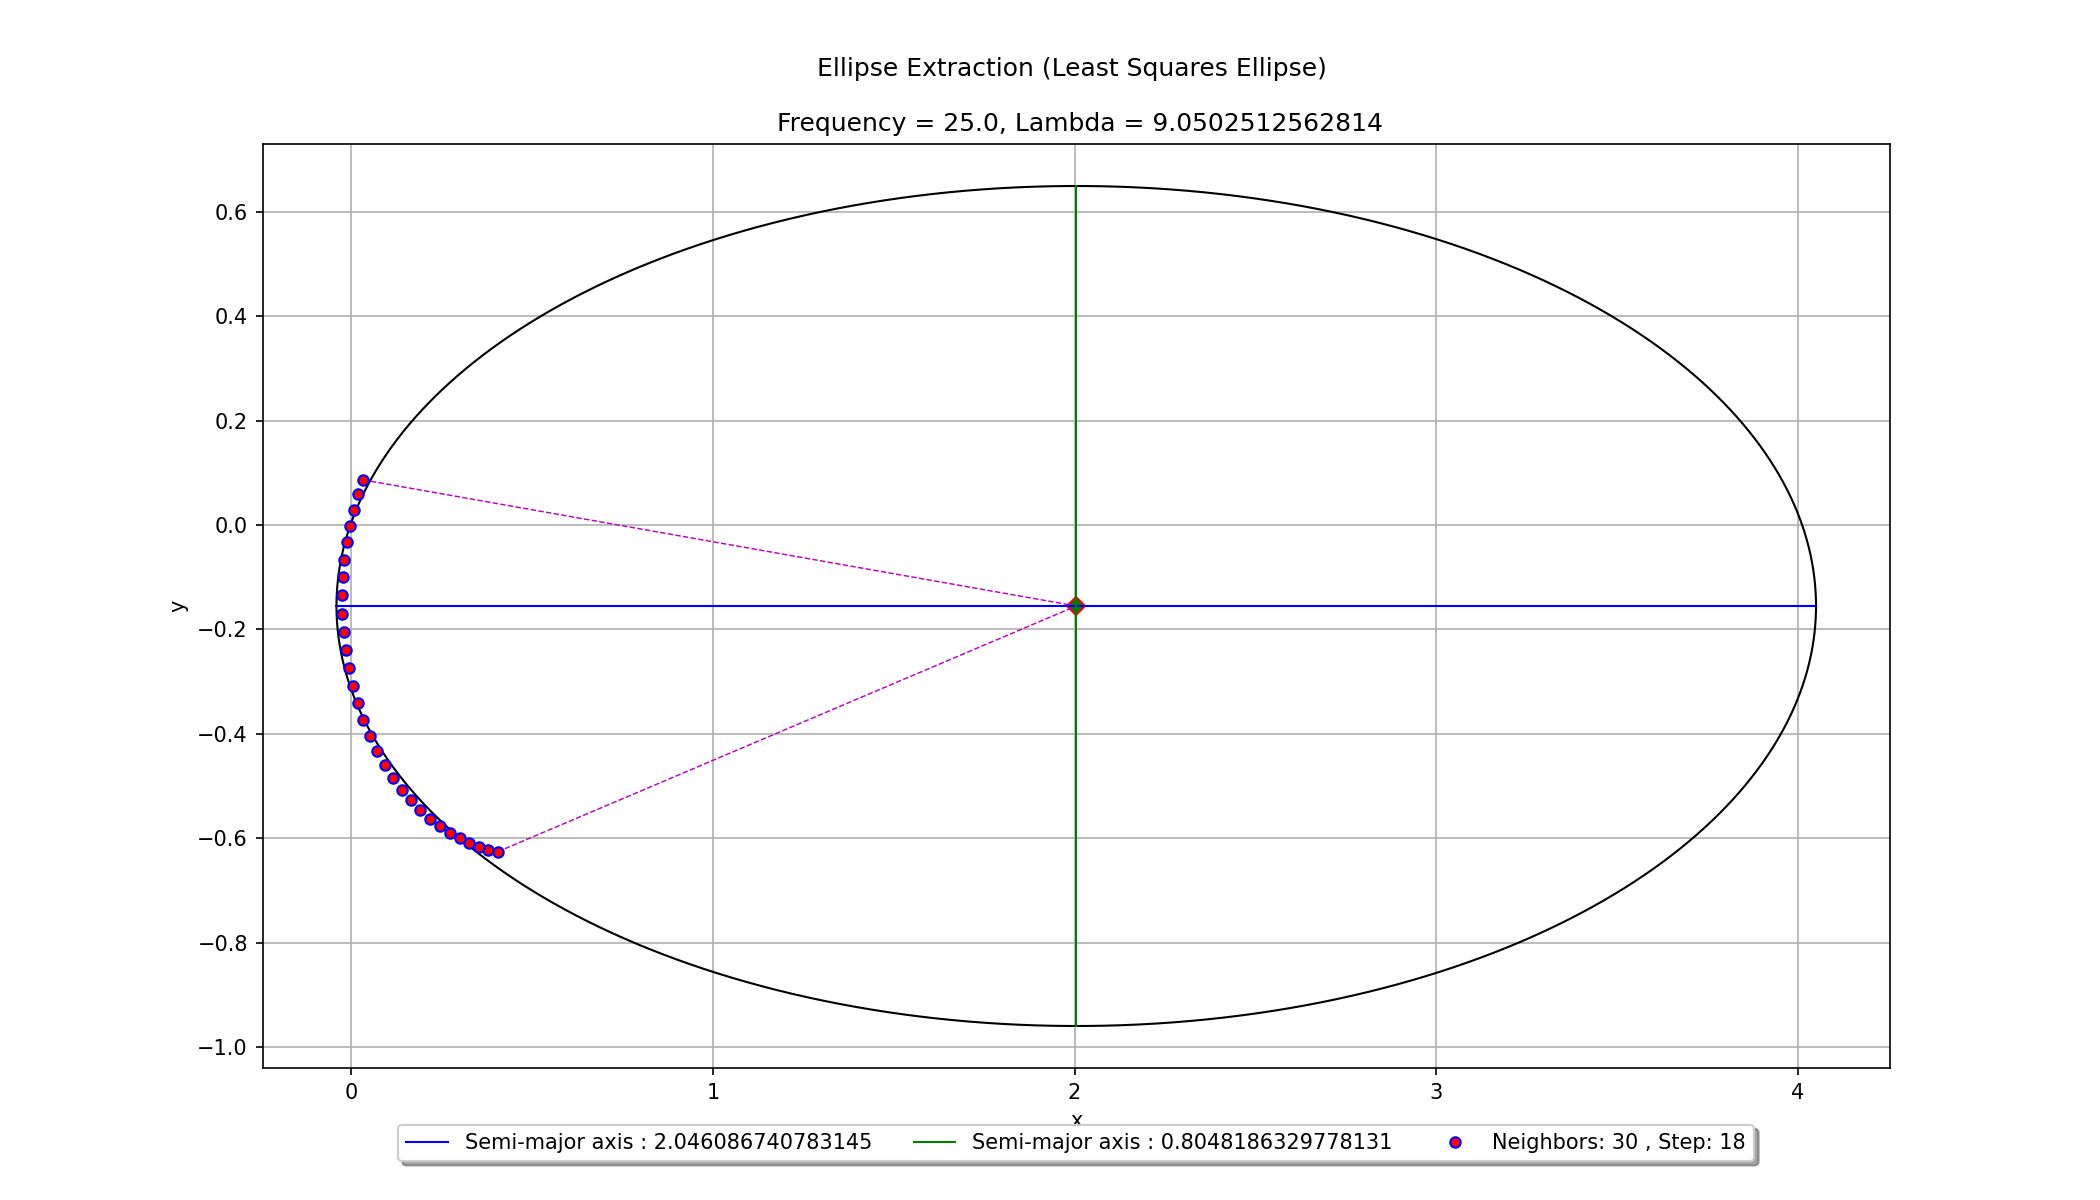 Ellipse Extraction (Least Squares Ellipse)
Frequency = 25.0, Lambda = 9.0502512562814
0.6
0.4
0.2
0.0
−0.2
−0.4
−0.6
−0.8
−1.0
y
0 1 2 3 4
x
Semi-major axis : 2.046086740783145 Semi-major axis : 0.8048186329778131 Neighbors: 30 , Step: 18